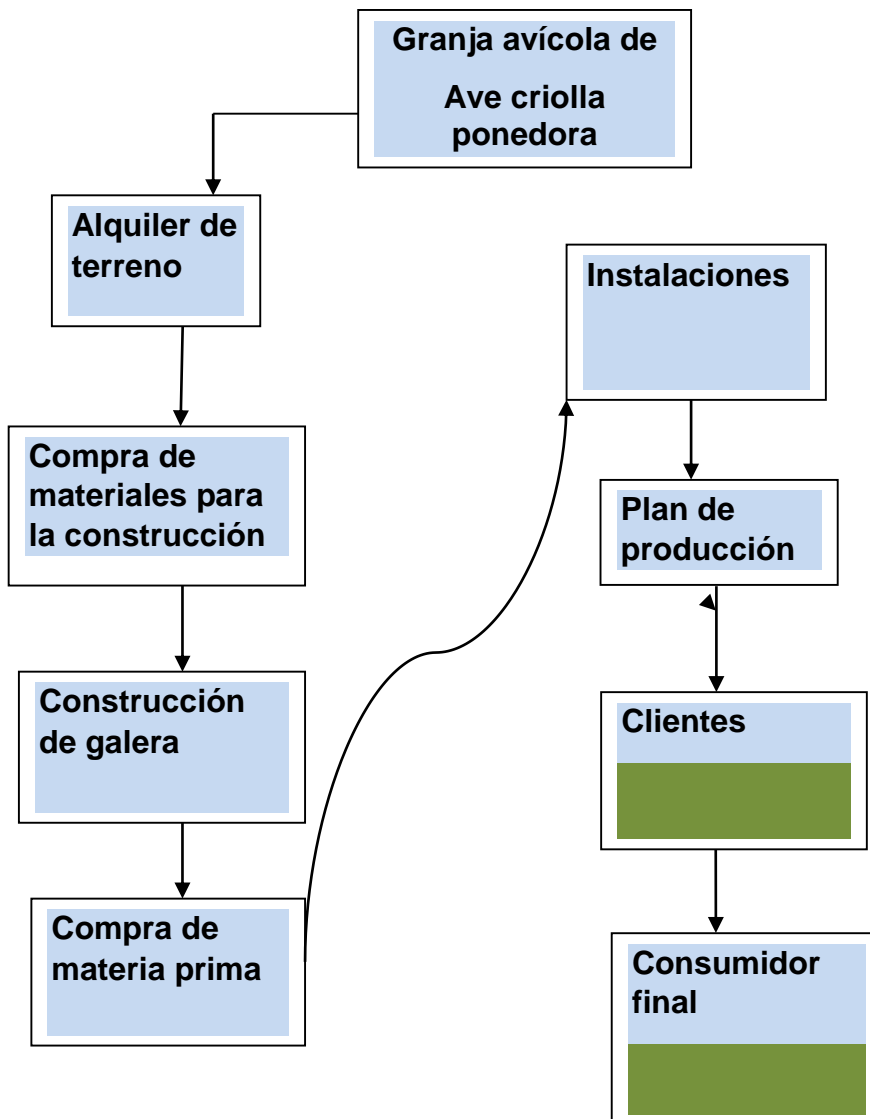 Granja avícola de
Ave criolla
ponedora
Alquiler de
terreno
Compra de
materiales para
la construcción
Construcción
de galera
Compra de
materia prima
Instalaciones
Plan de
producción
Clientes
Consumidor
final